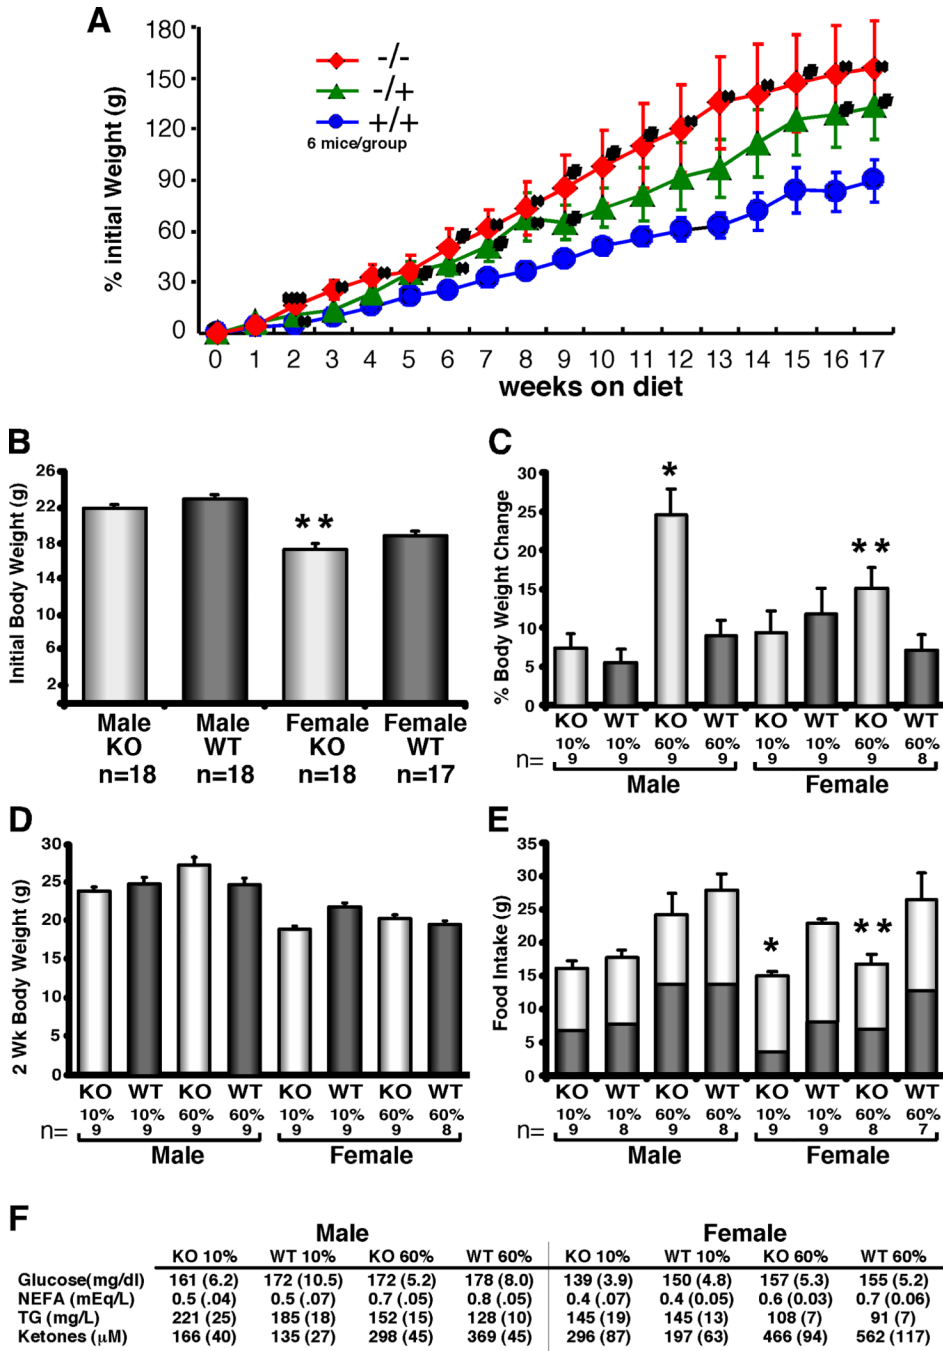 A
% Initial Weight (g)
180
150
120
90
60
30
0
-/-
-/+
+/+
6 mice/group
0 1 2 3 4 5 6 7 8 9 10 11 12 13 14 15 16 17
weeks on diet
B
Initial Body Weight (g)
26
22
18
14
10
6
2
**
Male KO n=18
Male WT n=18
Female KO n=18
Female WT n=17
C
% Body Weight Change
30
25
20
15
10
5
0
*
**
KO WT KO WT KO WT KO WT
10% 10% 60% 60% 10% 10% 60% 60%
n= 9 9 9 9 9 9 9 8
Male Female
D
2 Wk Body Weight (g)
30
25
20
15
10
5
0
KO WT KO WT KO WT KO WT
10% 10% 60% 60% 10% 10% 60% 60%
n= 9 9 9 9 9 9 9 8
Male Female
E
Food Intake (g)
35
30
25
20
15
10
5
0
*
**
KO WT KO WT KO WT KO WT
10% 10% 60% 60% 10% 10% 60% 60%
n= 9 8 9 8 9 9 8 7
Male Female
F
Male Female
KO 10% WT 10% KO 60% WT 60% KO 10% WT 10% KO 60% WT 60%
Glucose(mg/dl) 161 (6.2) 172 (10.5) 172 (5.2) 178 (8.0) 139 (3.9) 150 (4.8) 157 (5.3) 155 (5.2)
NEFA (mEq/L) 0.5 (.04) 0.5 (.07) 0.7 (.05) 0.8 (.05) 0.4 (.07) 0.4 (0.05) 0.6 (0.03) 0.7 (0.06)
TG (mg/L) 221 (25) 185 (18) 152 (15) 128 (10) 145 (19) 145 (13) 108 (7) 91 (7)
Ketones (μM) 166 (40) 135 (27) 298 (45) 369 (45) 296 (87) 197 (63) 466 (94) 562 (117)